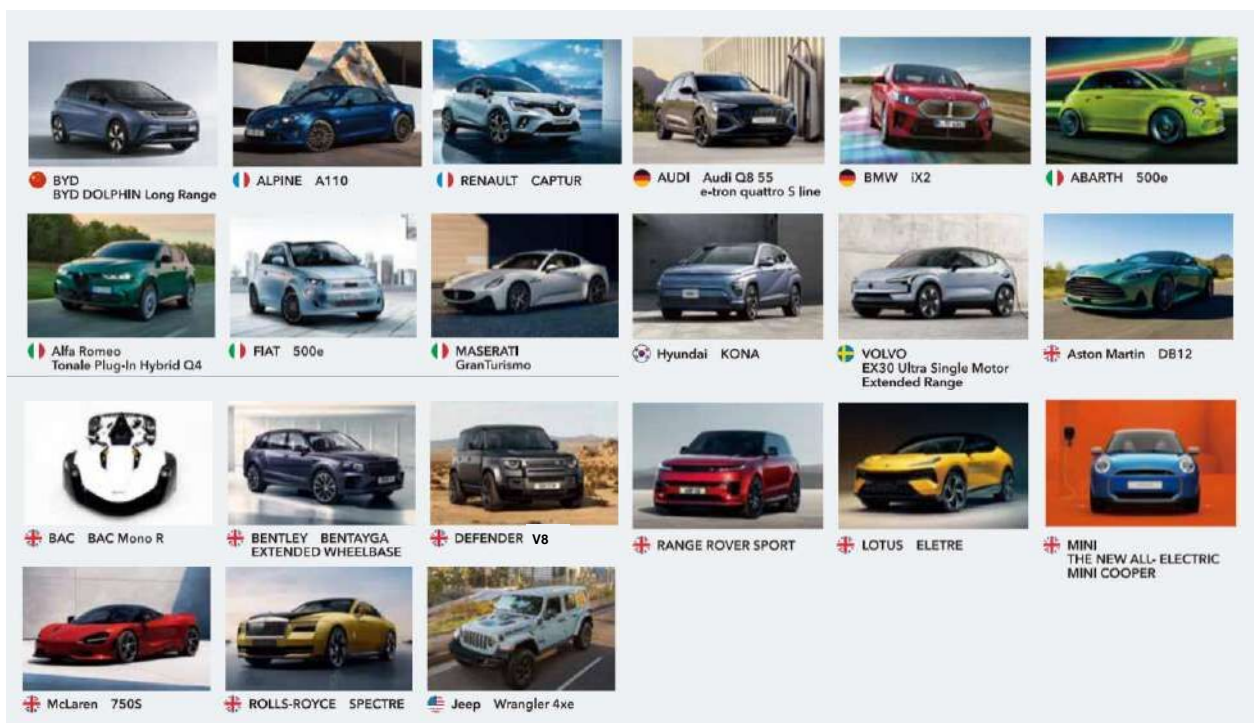 BYD
BYD DOLPHIN Long Range
ALPINE A110
RENAULT CAPTUR
AUDI Audi Q8 55
e-tron quattro S line
BMW iX2
ABARTH 500e
Alfa Romeo
Tonale Plug-In Hybrid Q4
FIAT 500e
MASERATI
GranTurismo
Hyundai KONA
VOLVO
EX30 Ultra Single Motor
Extended Range
Aston Martin DB12
BAC BAC Mono R
BENTLEY BENTAYGA
EXTENDED WHEELBASE
DEFENDER V8
RANGE ROVER SPORT
LOTUS ELETRE
MINI
THE NEW ALL- ELECTRIC
MINI COOPER
McLaren 750S
ROLLS-ROYCE SPECTRE
Jeep Wrangler 4xe